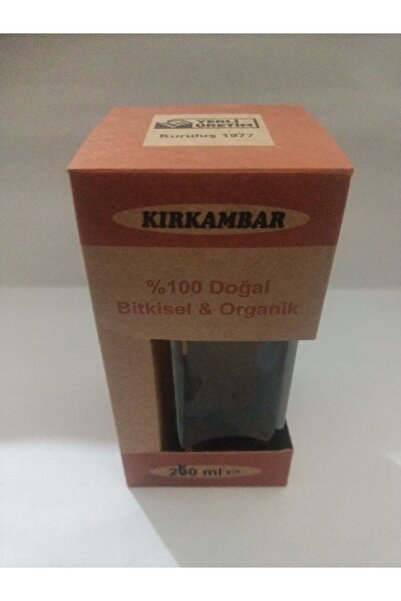 YERLİ
ÜRETİM
Kuruluş 1977
KIRKAMBAR
%100 Doğal
Bitkisel & Organik
250 ml e